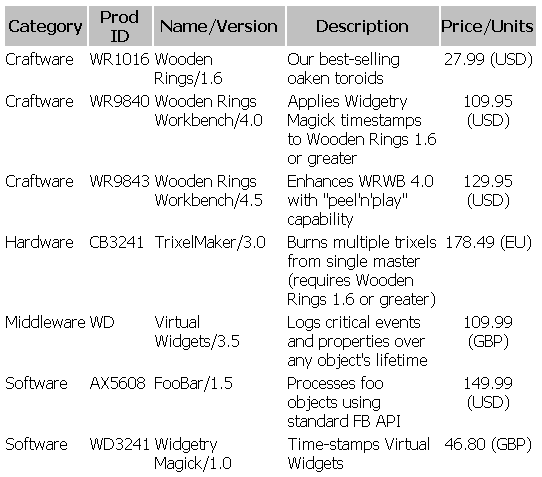 Category Prod ID Name/Version Description Price/Units
Craftware WR1016 Wooden Our best-selling 27.99 (USD)
Rings/1.6 oaken toroids
Craftware WR9840 Wooden Rings Applies Widgetry 109.95
Workbench/4.0 Magick timestamps (USD)
to Wooden Rings 1.6
or greater
Craftware WR9843 Wooden Rings Enhances WRWB 4.0 129.95
Workbench/4.5 with "peel'n'play" (USD)
capability
Hardware CB3241 TrixelMaker/3.0 Burns multiple trixels 178.49 (EU)
from single master
(requires Wooden
Rings 1.6 or greater)
Middleware WD Virtual Logs critical events 109.99
Widgets/3.5 and properties over (GBP)
any object's lifetime
Software AX5608 FooBar/1.5 Processes foo 149.99
objects using (USD)
standard FB API
Software WD3241 Widgetry Time-stamps Virtual 46.80 (GBP)
Magick/1.0 Widgets